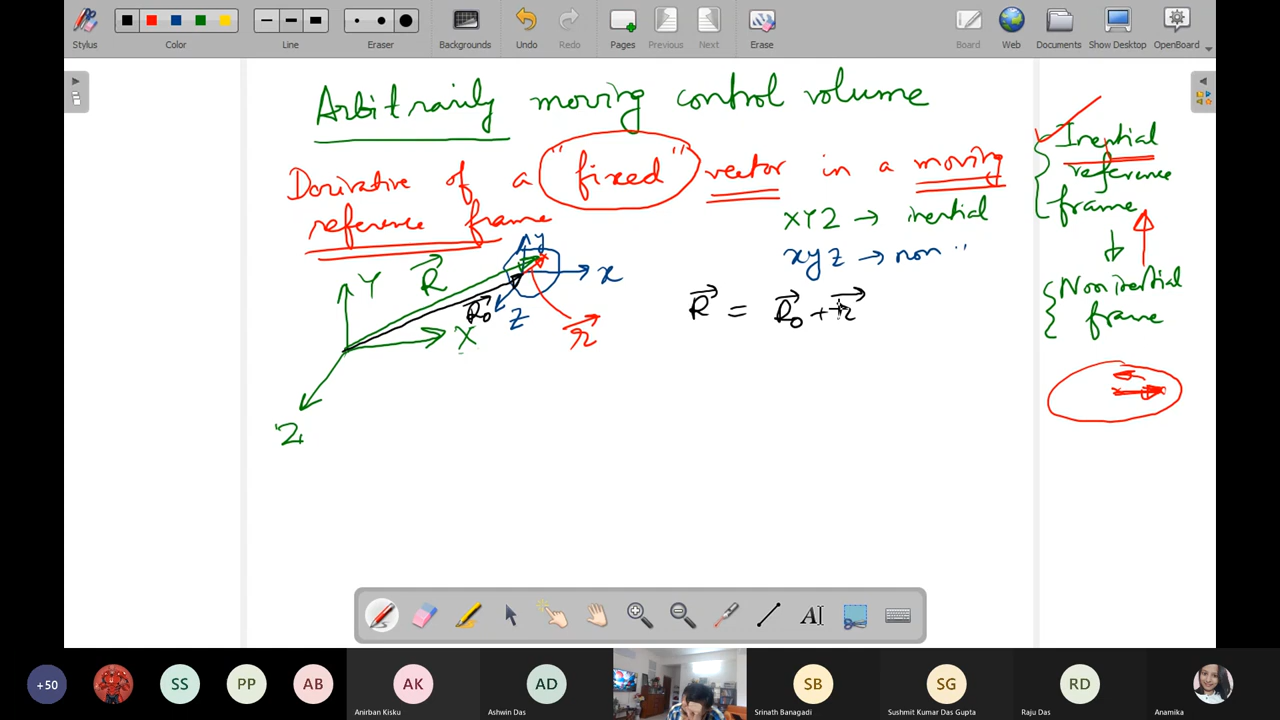 Stylus
Color
Line
Eraser
Backgrounds
Undo
Redo
Pages
Previous
Next
Erase
Board
Web
Documents
Show Desktop
OpenBoard
Arbitrarily moving control volume
Derivative of a "fixed" vector in a moving
reference frame
XYZ → inertial
xyz → non "
Y
R
y
x
R₀
z
r
X
Z
R = R₀ + r
Inertial
reference
frame
↓
Noninertial
frame
+50
SS
PP
AB
AK
Anirban Kisku
AD
Ashwin Das
SB
Srinath Banagadi
SG
Sushmit Kumar Das Gupta
RD
Raju Das
Anamika